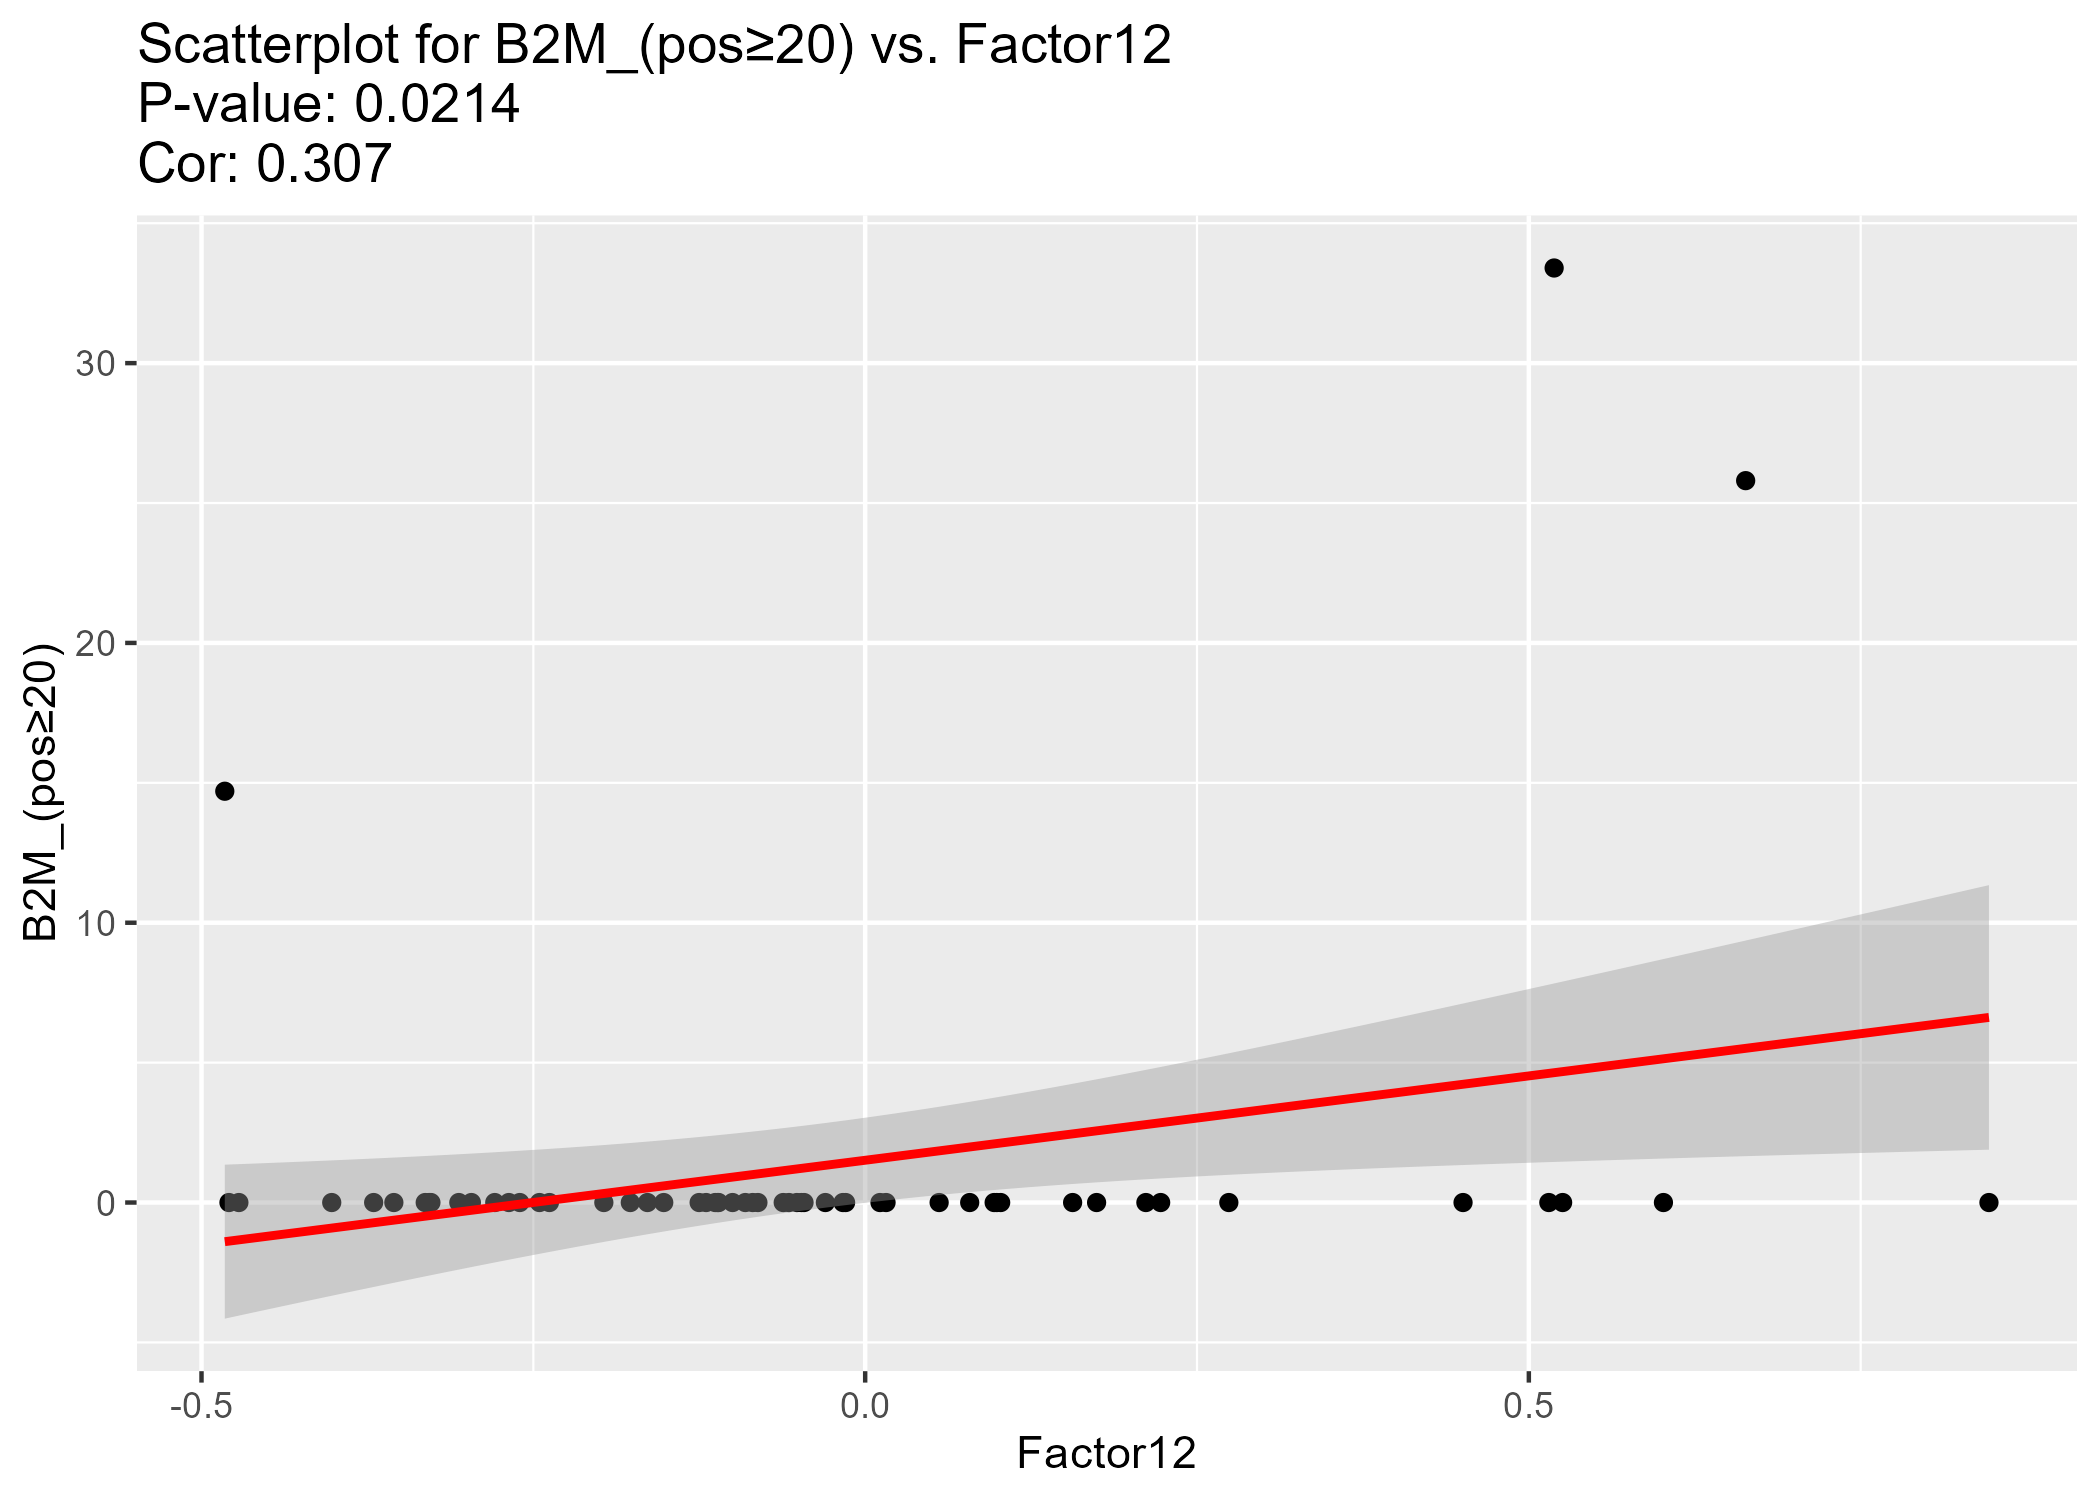 Scatterplot for B2M_(pos≥20) vs. Factor12
P-value: 0.0214
Cor: 0.307
30
20
10
0
B2M_(pos≥20)
-0.5
0.0
0.5
Factor12